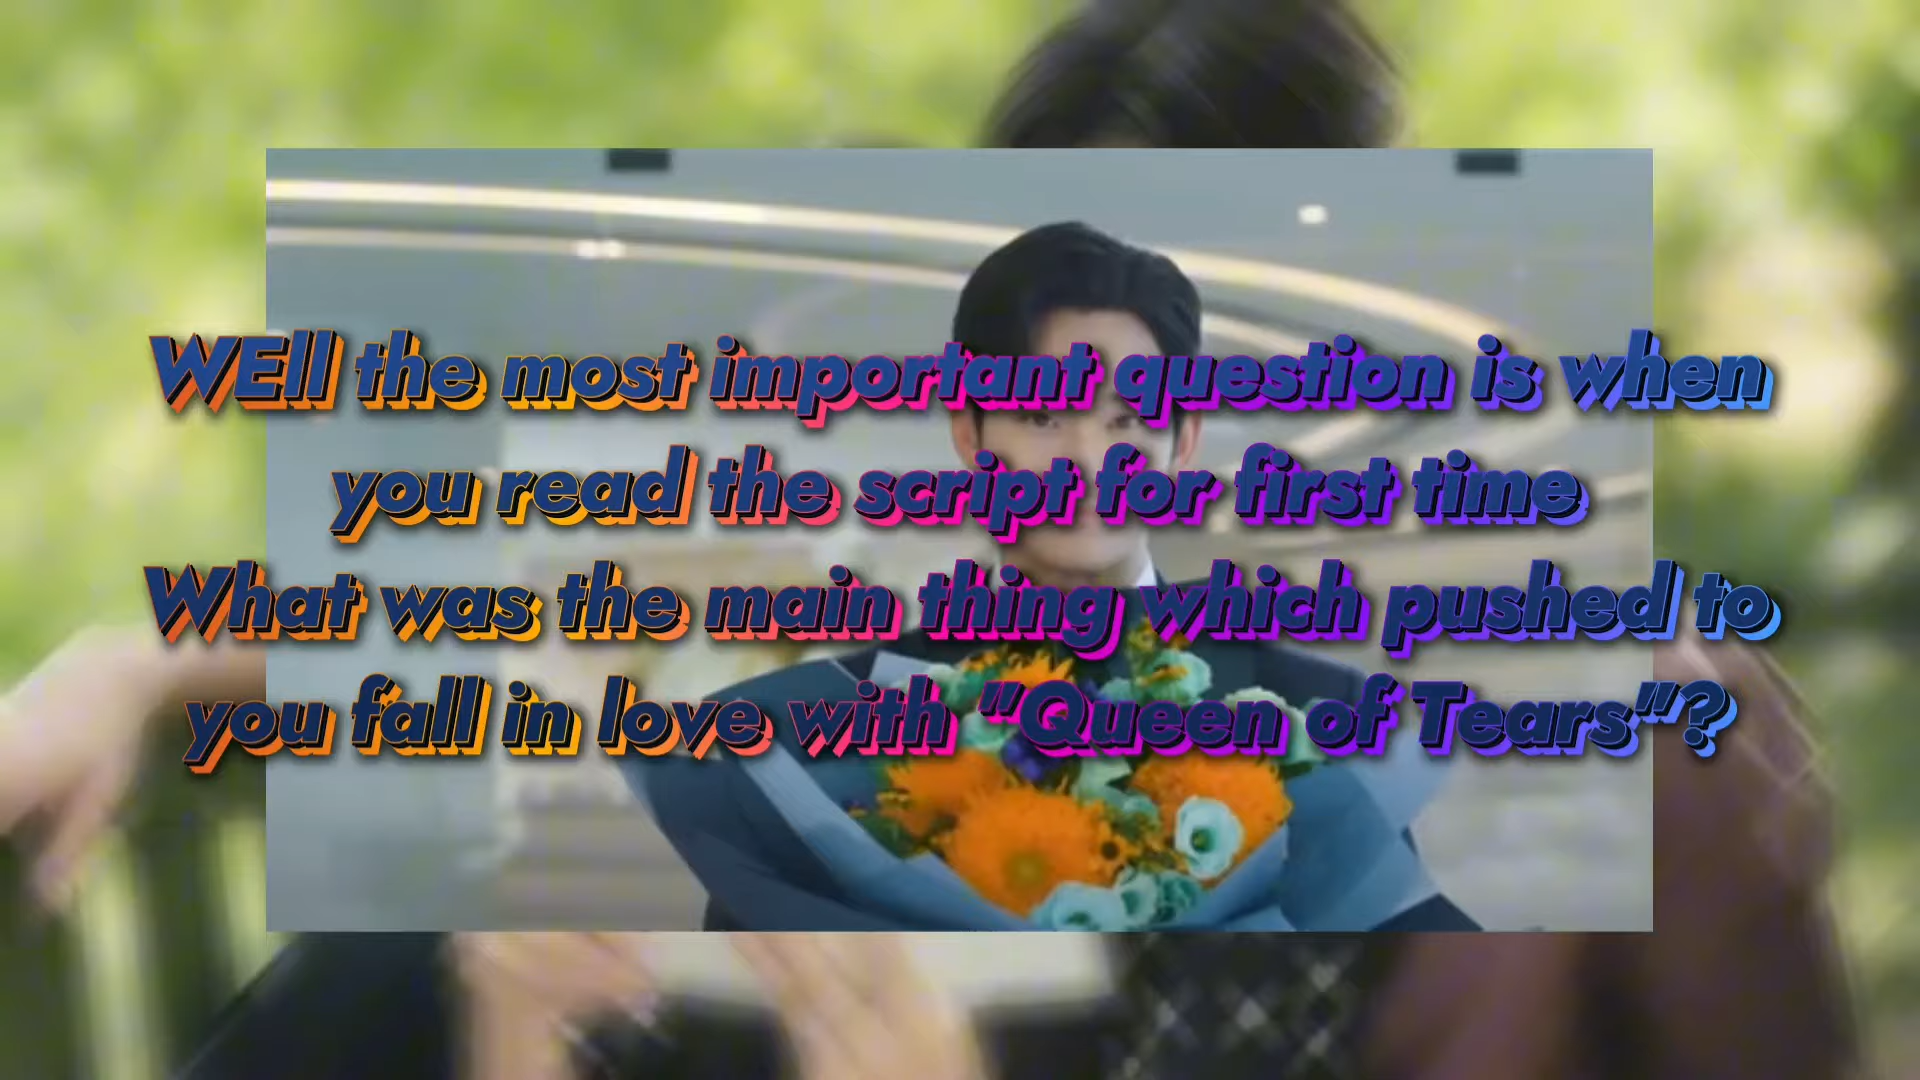 WEll the most important question is when
you read the script for first time
What was the main thing which pushed to
you fall in love with "Queen of Tears"?